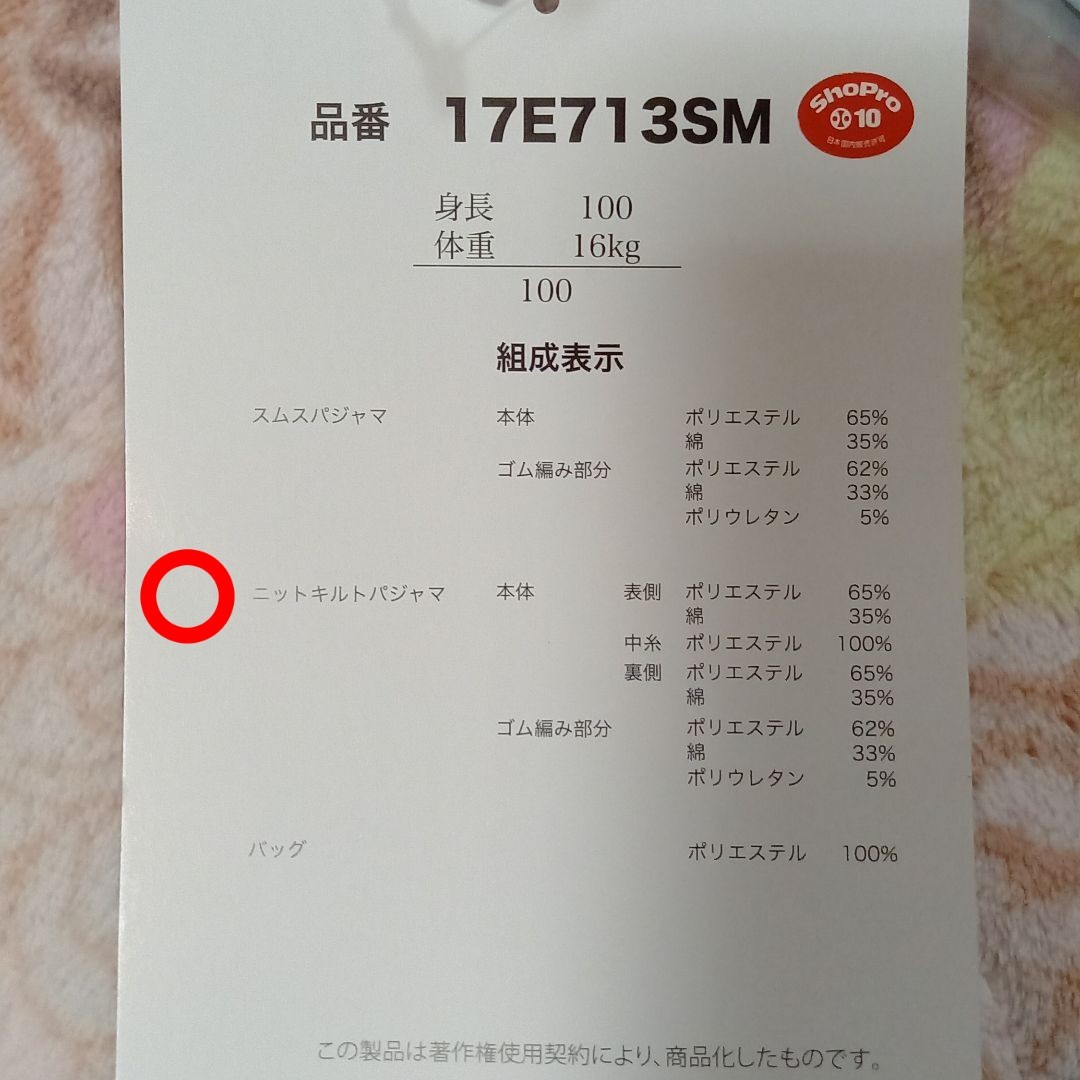 品番 17E713SM
ShoPro
10
日本国内販売許可
身長 100
体重 16kg
100
組成表示
スムスパジャマ 本体 ポリエステル 65%
綿 35%
ゴム編み部分 ポリエステル 62%
綿 33%
ポリウレタン 5%
ニットキルトパジャマ 本体 表側 ポリエステル 65%
綿 35%
中糸 ポリエステル 100%
裏側 ポリエステル 65%
綿 35%
ゴム編み部分 ポリエステル 62%
綿 33%
ポリウレタン 5%
バッグ ポリエステル 100%
この製品は著作権使用契約により、商品化したものです。